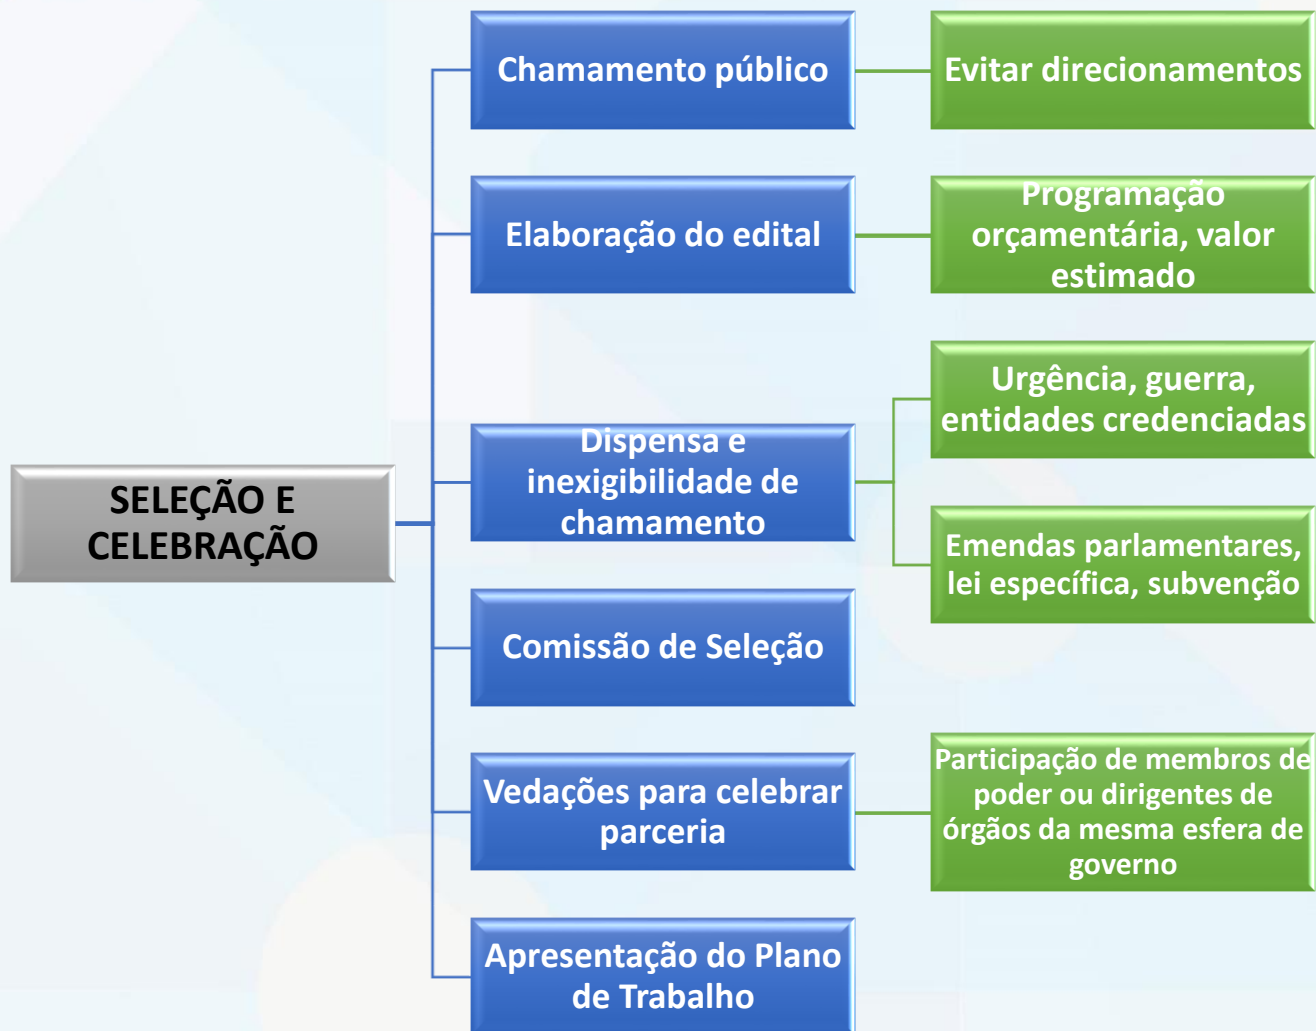 SELEÇÃO E
CELEBRAÇÃO
Chamamento público
Evitar direcionamentos
Elaboração do edital
Programação
orçamentária, valor
estimado
Dispensa e
inexigibilidade de
chamamento
Urgência, guerra,
entidades credenciadas
Emendas parlamentares,
lei específica, subvenção
Comissão de Seleção
Vedações para celebrar
parceria
Participação de membros de
poder ou dirigentes de
órgãos da mesma esfera de
governo
Apresentação do Plano
de Trabalho